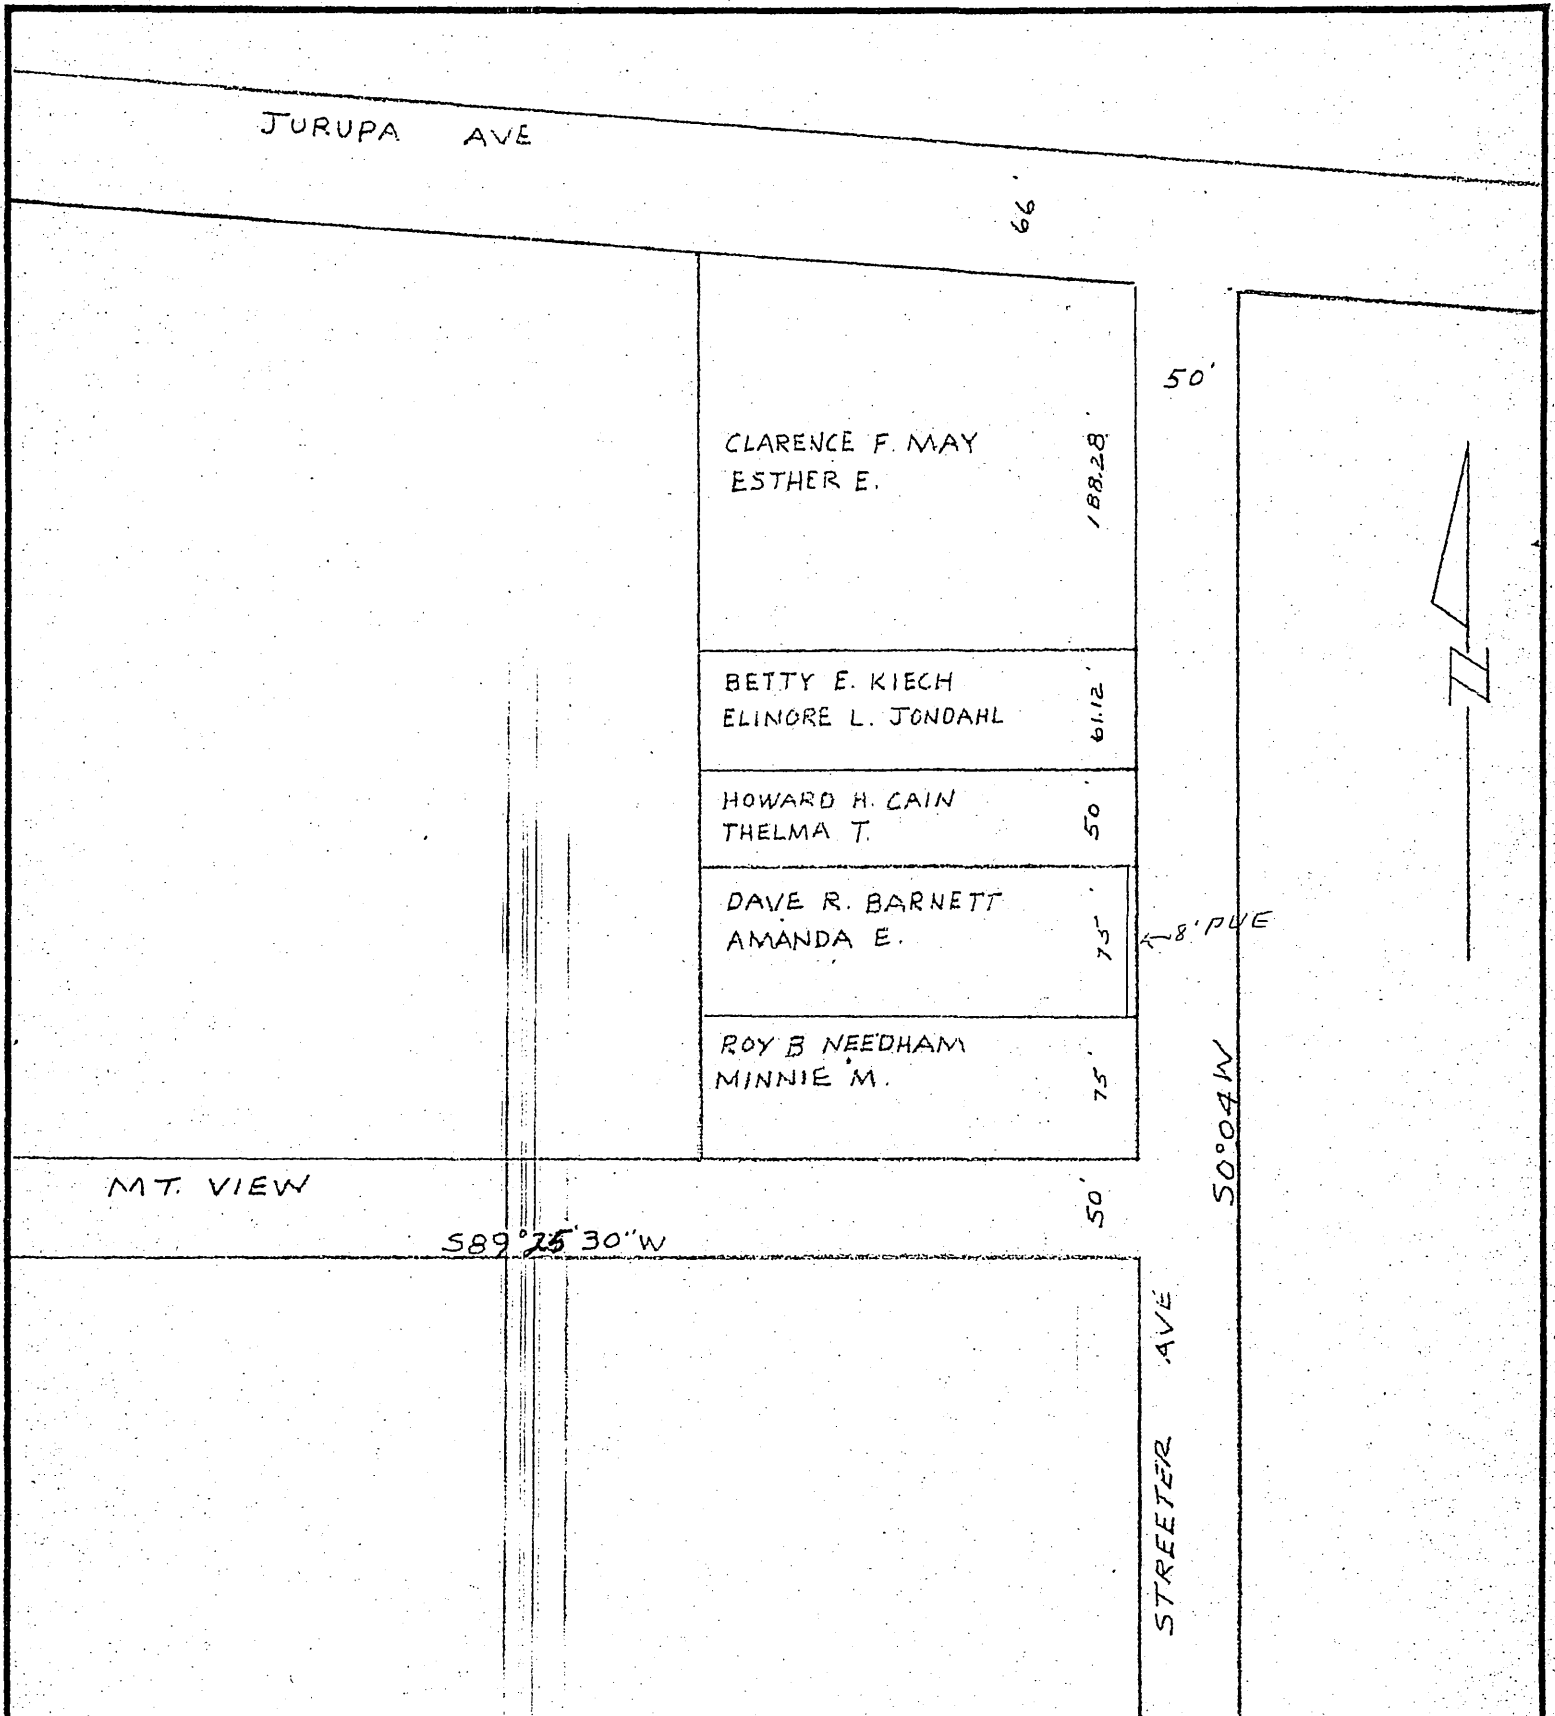 JURUPA AVE
66'
50'
CLARENCE F. MAY
ESTHER E.
188.28'
BETTY E. KIECH
ELINORE L. JONDAHL
61.12'
HOWARD H. CAIN
THELMA T.
50'
DAVE R. BARNETT
AMANDA E.
75'
8' PUE
ROY B NEEDHAM
MINNIE M.
75'
N
S0°04W
MT. VIEW
50'
S89°25'30"W
STREETER AVE